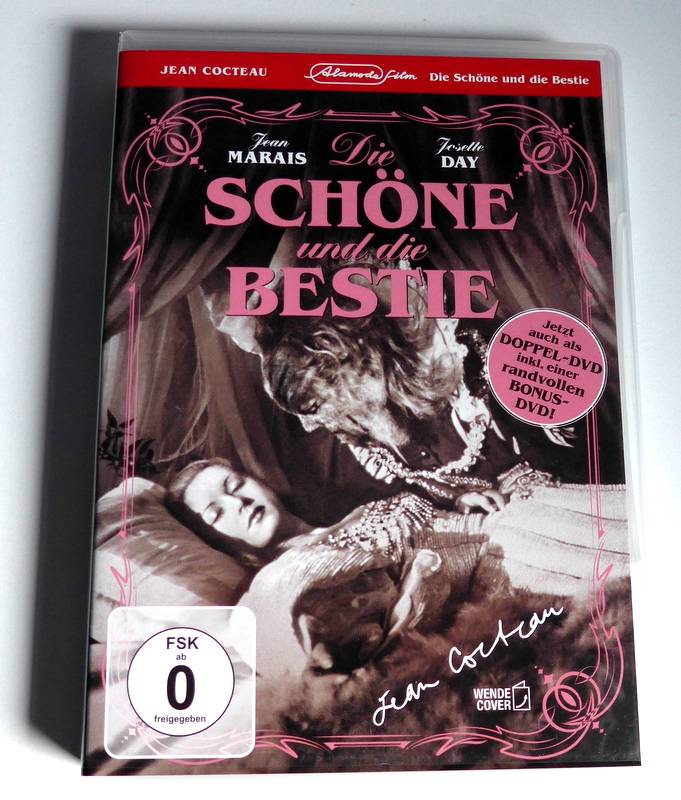 JEAN COCTEAU
Alamode Film
Die Schöne und die Bestie
Jean
MARAIS
Die
Josette
DAY
SCHÖNE
und die
BESTIE
Jetzt
auch als
DOPPEL-DVD
inkl. einer
randvollen
BONUS-
DVD!
Jean Cocteau
FSK
ab
0
freigegeben
WENDE
COVER